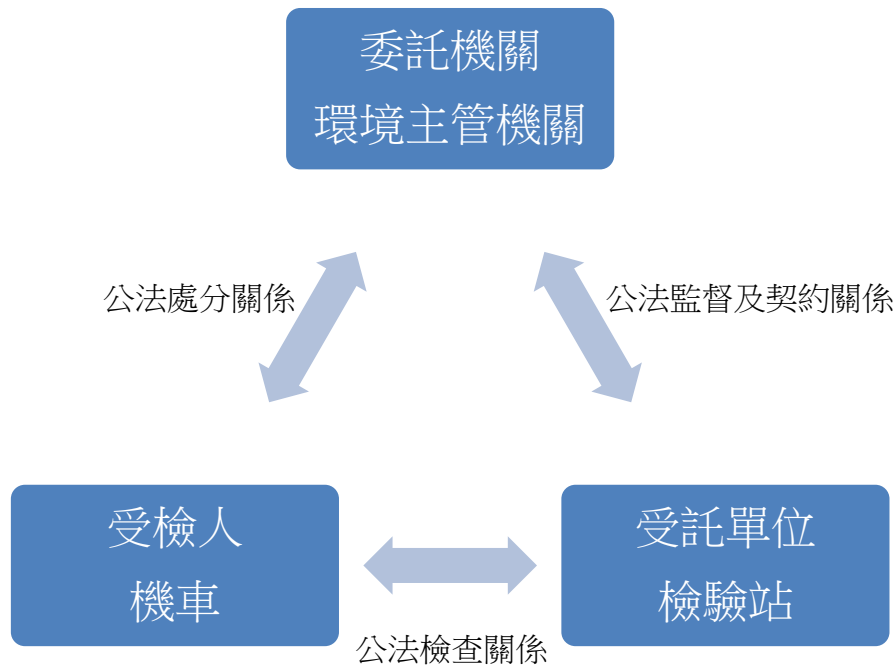 委託機關
環境主管機關
公法處分關係
公法監督及契約關係
受檢人
機車
受託單位
檢驗站
公法檢查關係